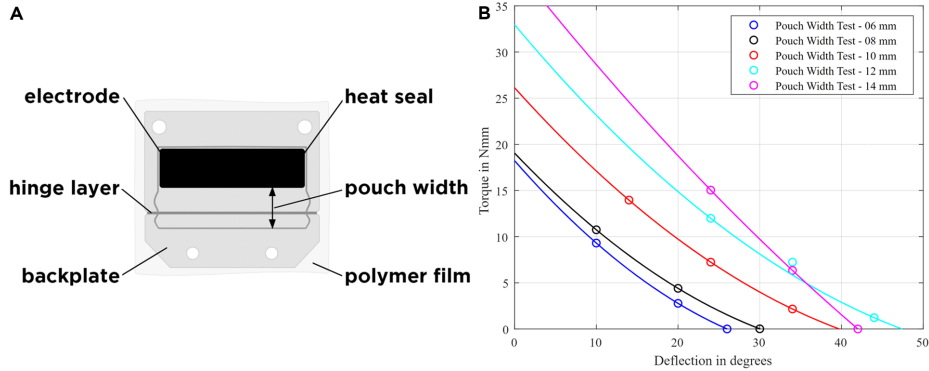 A
electrode
heat seal
hinge layer
pouch width
backplate
polymer film
B
35
30
25
20
15
10
5
0
Torque in Nmm
0 10 20 30 40 50
Deflection in degrees
Pouch Width Test - 06 mm
Pouch Width Test - 08 mm
Pouch Width Test - 10 mm
Pouch Width Test - 12 mm
Pouch Width Test - 14 mm